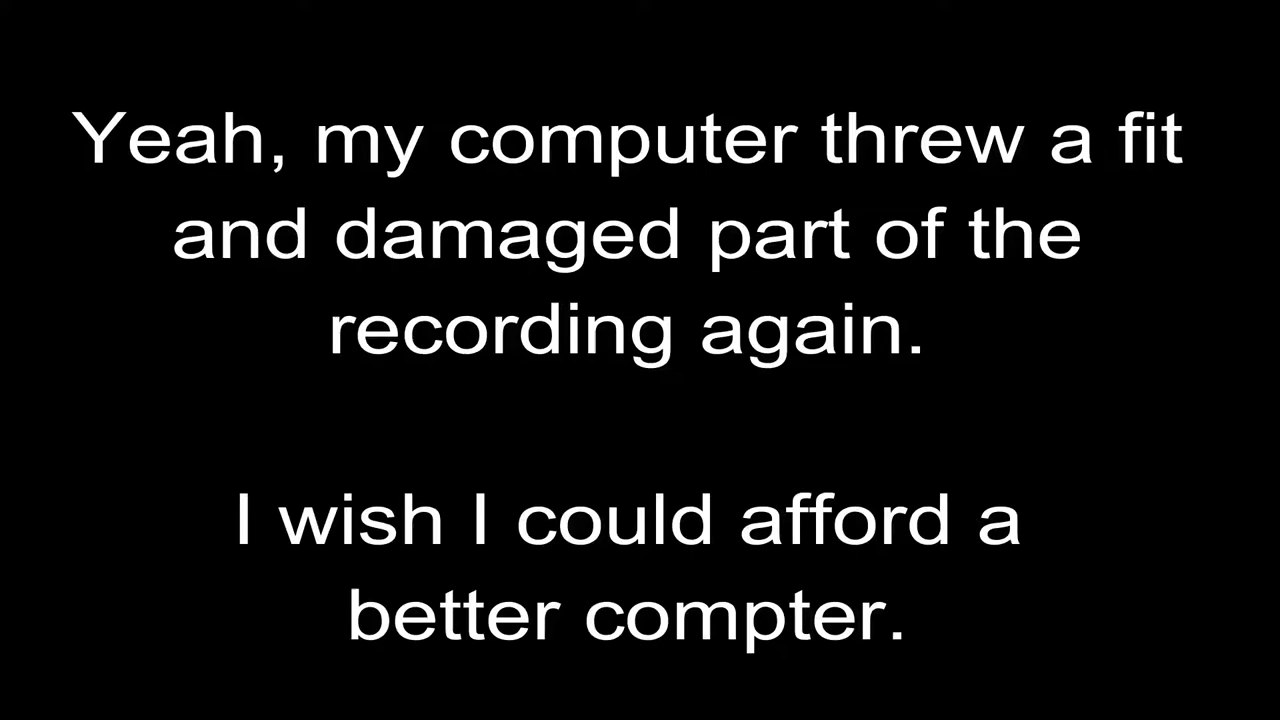 Yeah, my computer threw a fit
and damaged part of the
recording again.
I wish I could afford a
better compter.